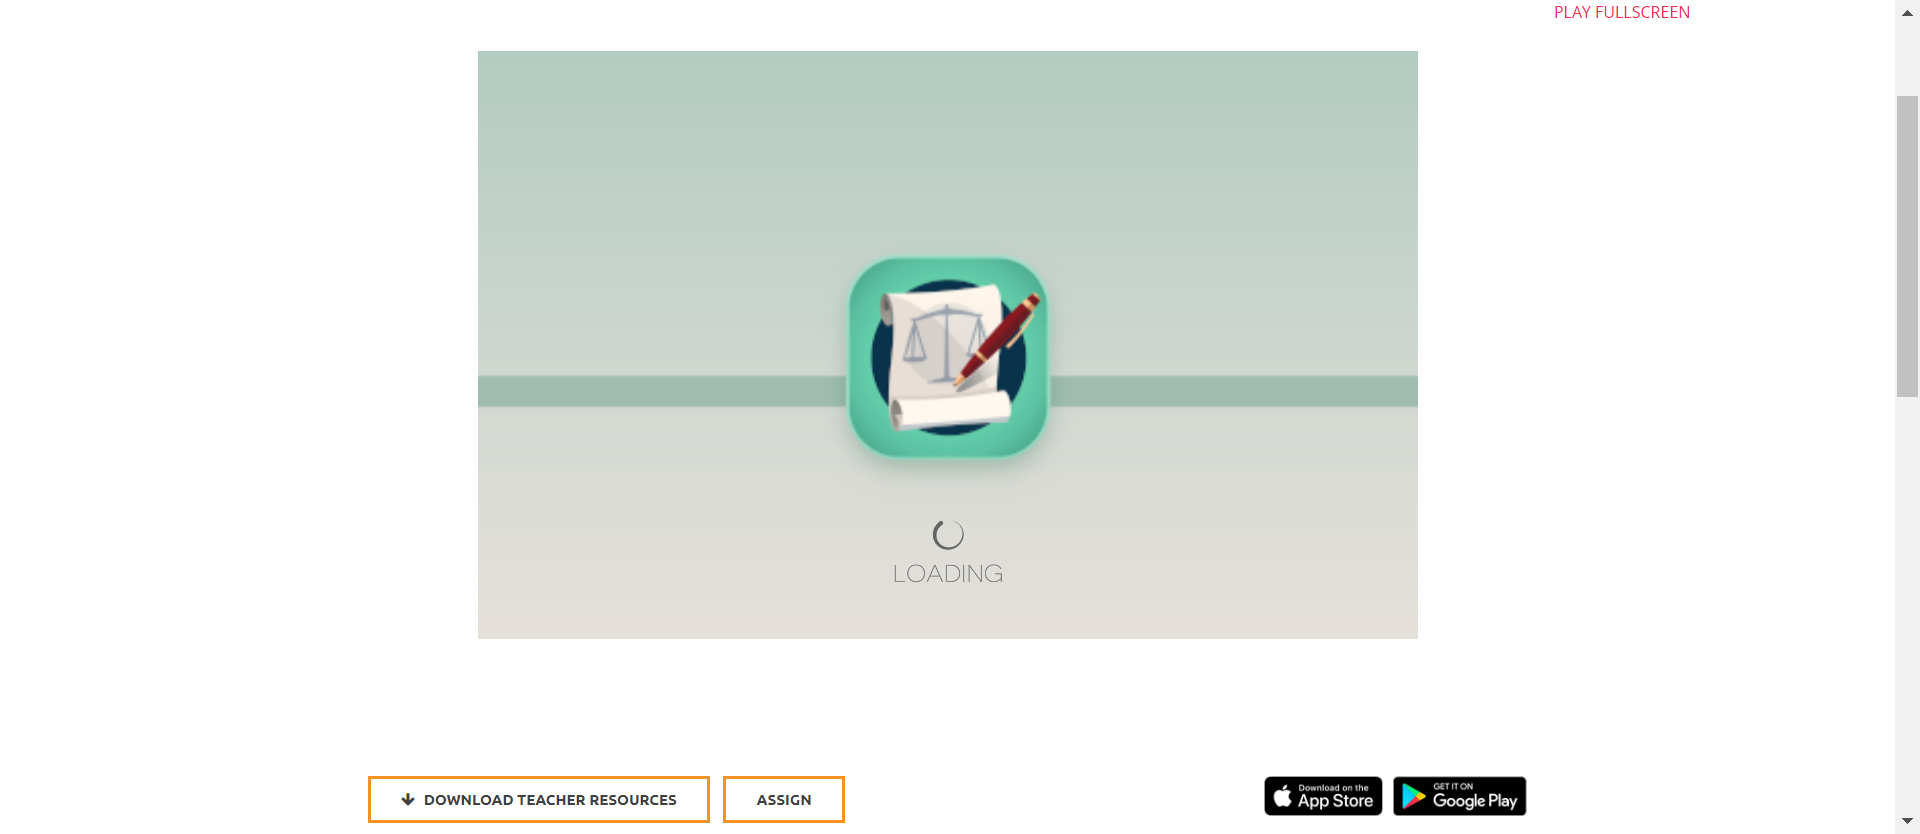 PLAY FULLSCREEN
LOADING
DOWNLOAD TEACHER RESOURCES
ASSIGN
Download on the
App Store
GET IT ON
Google Play